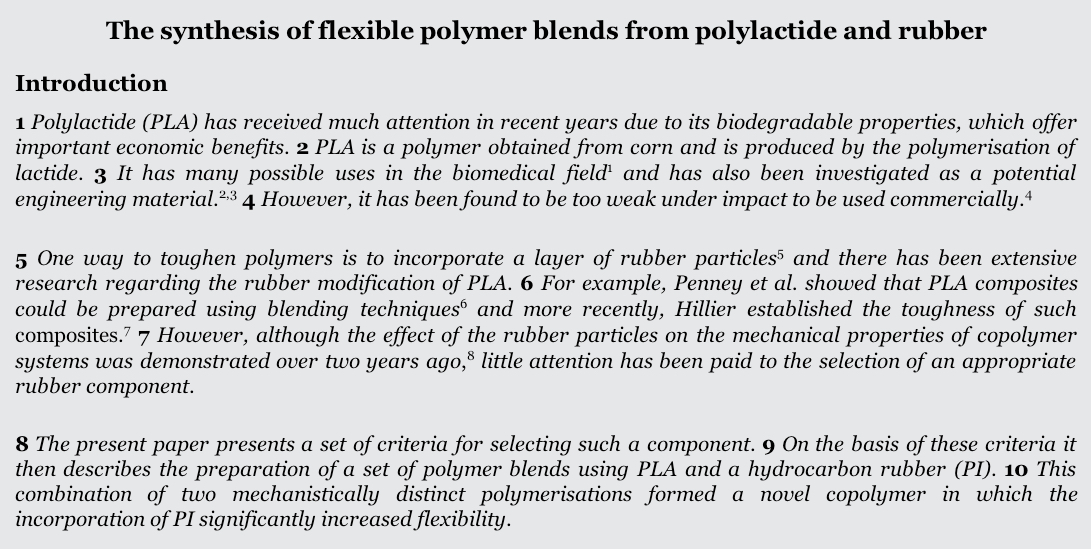 The synthesis of flexible polymer blends from polylactide and rubber
Introduction
1 Polylactide (PLA) has received much attention in recent years due to its biodegradable properties, which offer
important economic benefits. 2 PLA is a polymer obtained from corn and is produced by the polymerisation of
lactide. 3 It has many possible uses in the biomedical field¹ and has also been investigated as a potential
engineering material.²,³ 4 However, it has been found to be too weak under impact to be used commercially.⁴
5 One way to toughen polymers is to incorporate a layer of rubber particles⁵ and there has been extensive
research regarding the rubber modification of PLA. 6 For example, Penney et al. showed that PLA composites
could be prepared using blending techniques⁶ and more recently, Hillier established the toughness of such
composites.⁷ 7 However, although the effect of the rubber particles on the mechanical properties of copolymer
systems was demonstrated over two years ago,⁸ little attention has been paid to the selection of an appropriate
rubber component.
8 The present paper presents a set of criteria for selecting such a component. 9 On the basis of these criteria it
then describes the preparation of a set of polymer blends using PLA and a hydrocarbon rubber (PI). 10 This
combination of two mechanistically distinct polymerisations formed a novel copolymer in which the
incorporation of PI significantly increased flexibility.